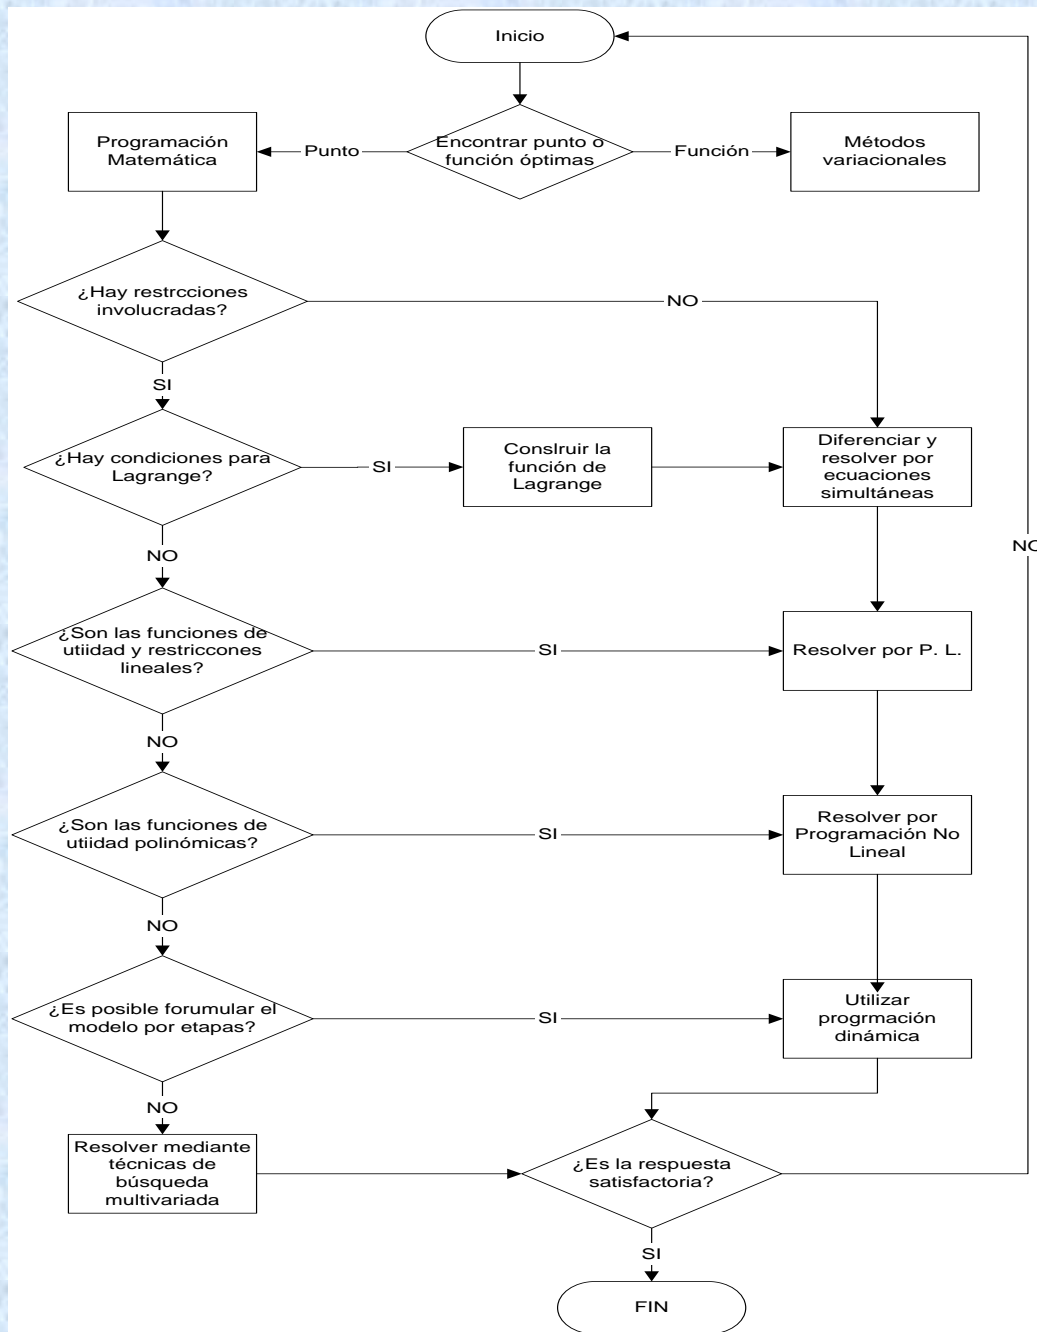 Inicio
Encontrar punto o
función óptimas
Punto
Función
Programación
Matemática
Métodos
variacionales
¿Hay restrcciones
involucradas?
NO
SI
¿Hay condiciones para
Lagrange?
SI
Conslruir la
función de
Lagrange
Diferenciar y
resolver por
ecuaciones
simultáneas
NO
NO
¿Son las funciones de
utiidad y restriccones
lineales?
SI
Resolver por P. L.
NO
¿Son las funciones de
utiidad polinómicas?
SI
Resolver por
Programación No
Lineal
NO
¿Es posible forumular el
modelo por etapas?
SI
Utilizar
progrmación
dinámica
NO
Resolver mediante
técnicas de
búsqueda
multivariada
¿Es la respuesta
satisfactoria?
SI
FIN